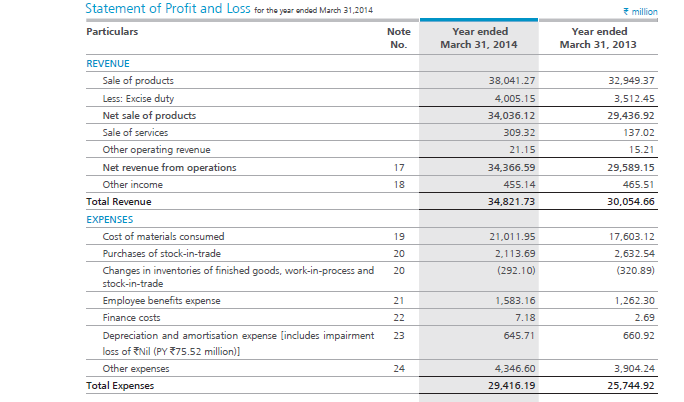 Statement of Profit and Loss for the year ended March 31,2014 ₹ million
Particulars Note Year ended Year ended
No. March 31, 2014 March 31, 2013
REVENUE
Sale of products 38,041.27 32,949.37
Less: Excise duty 4,005.15 3,512.45
Net sale of products 34,036.12 29,436.92
Sale of services 309.32 137.02
Other operating revenue 21.15 15.21
Net revenue from operations 17 34,366.59 29,589.15
Other income 18 455.14 465.51
Total Revenue 34,821.73 30,054.66
EXPENSES
Cost of materials consumed 19 21,011.95 17,603.12
Purchases of stock-in-trade 20 2,113.69 2,632.54
Changes in inventories of finished goods, work-in-process and 20 (292.10) (320.89)
stock-in-trade
Employee benefits expense 21 1,583.16 1,262.30
Finance costs 22 7.18 2.69
Depreciation and amortisation expense [includes impairment 23 645.71 660.92
loss of ₹Nil (PY ₹75.52 million)]
Other expenses 24 4,346.60 3,904.24
Total Expenses 29,416.19 25,744.92